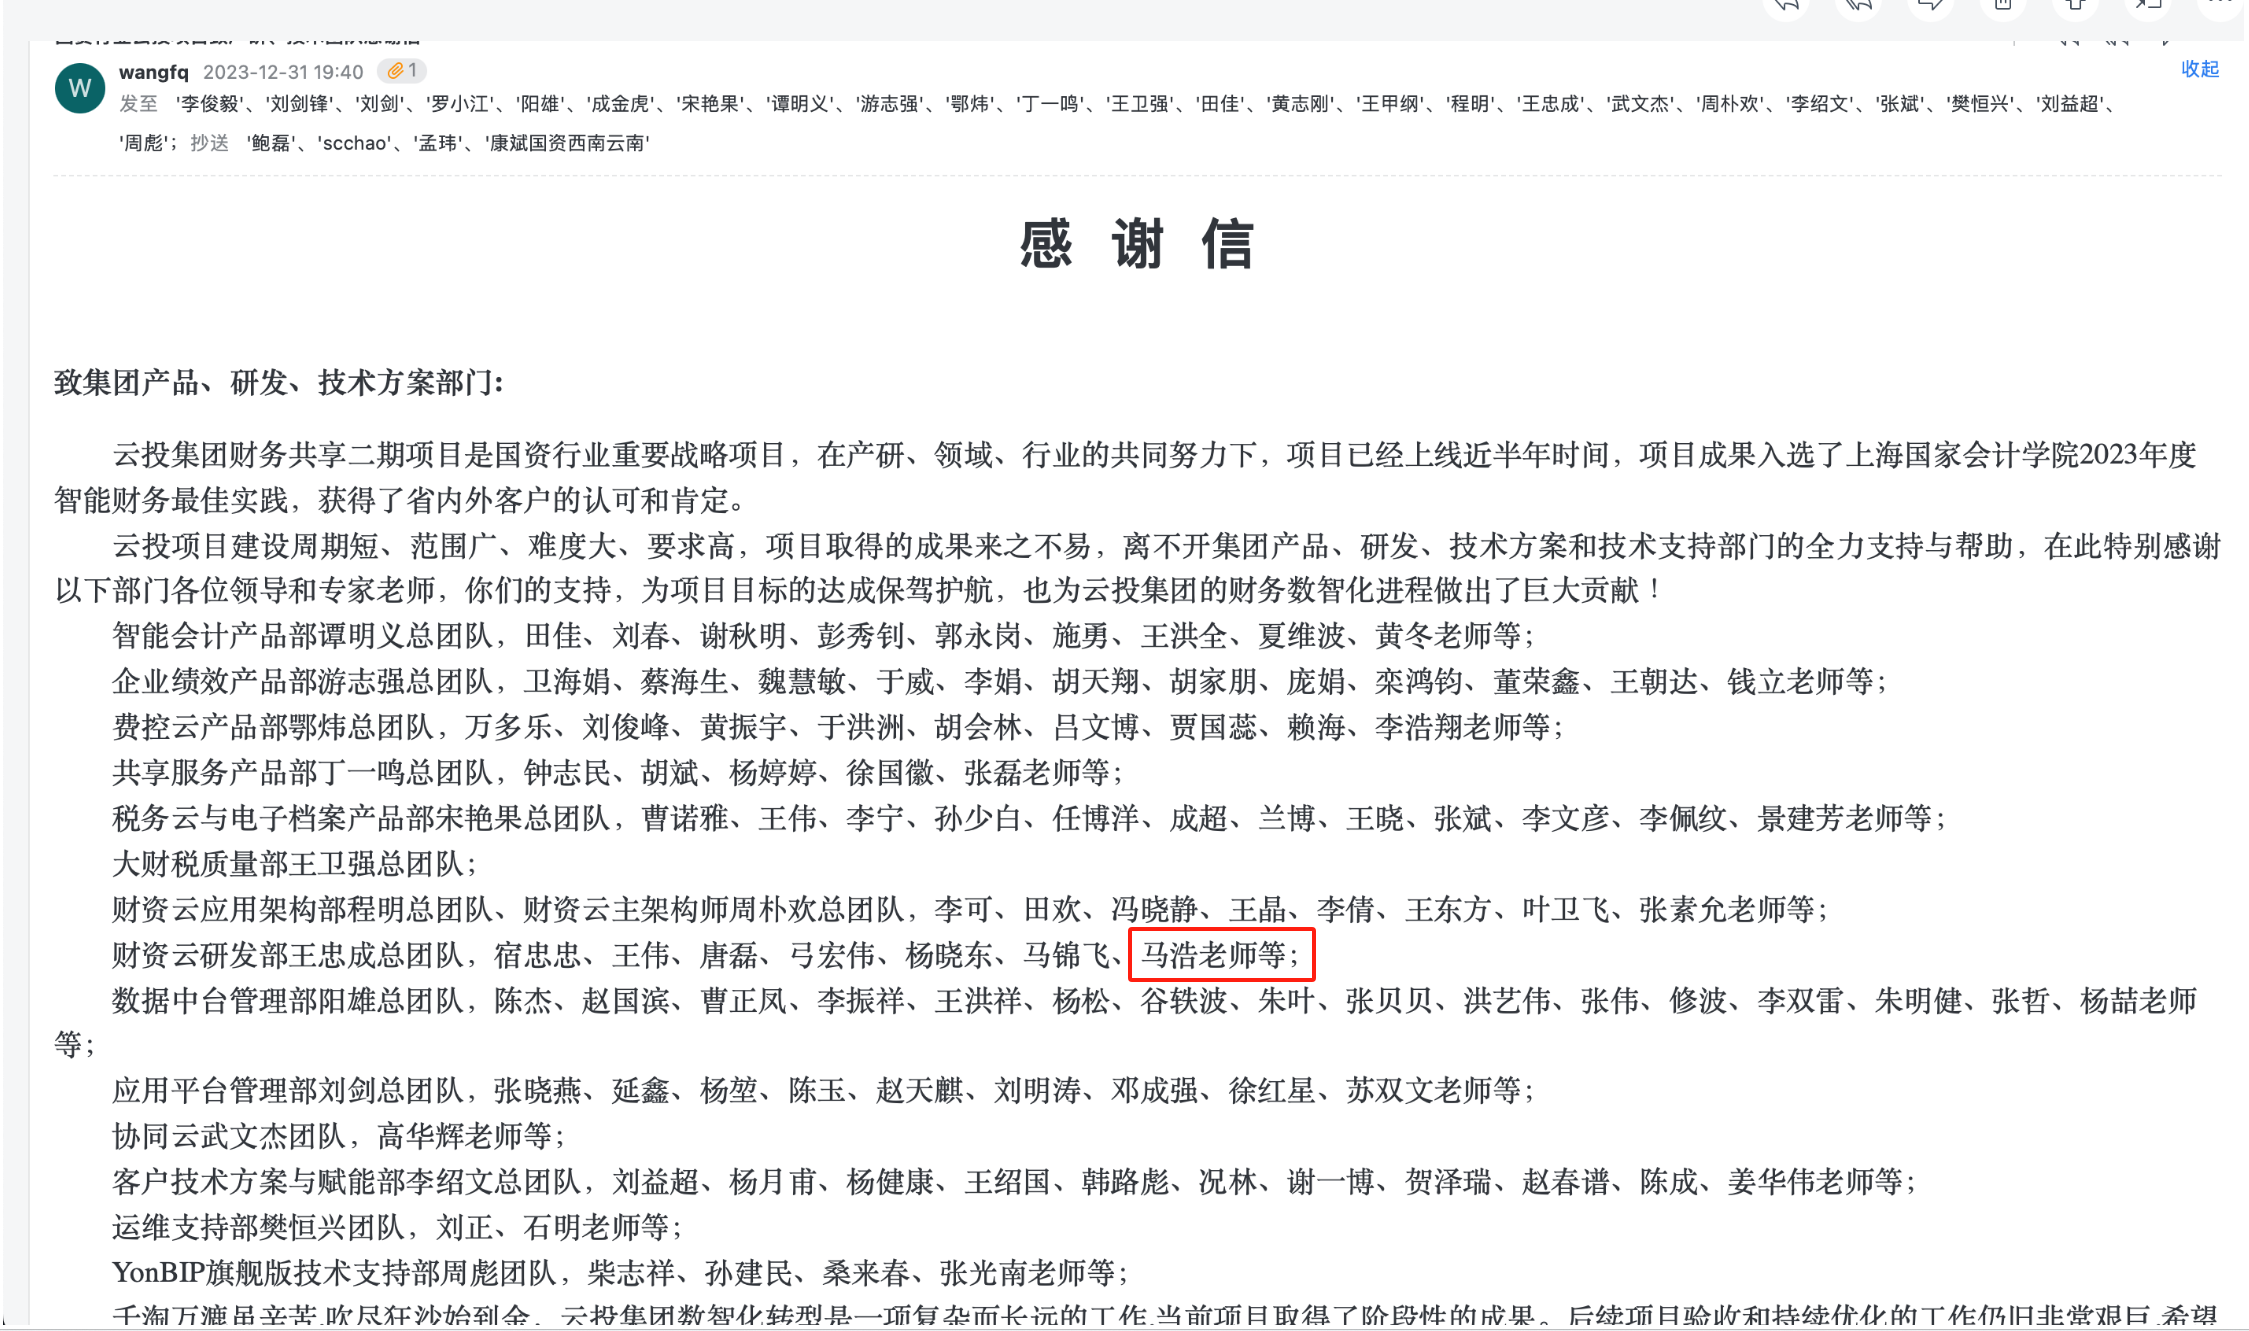 国资行业云投项目致产研、技术团队感谢信
W
wangfq 2023-12-31 19:40 1
收起
发至 '李俊毅'、'刘剑锋'、'刘剑'、'罗小江'、'阳雄'、'成金虎'、'宋艳果'、'谭明义'、'游志强'、'鄂炜'、'丁一鸣'、'王卫强'、'田佳'、'黄志刚'、'王甲纲'、'程明'、'王忠成'、'武文杰'、'周朴欢'、'李绍文'、'张斌'、'樊恒兴'、'刘益超'、
'周彪'；抄送 '鲍磊'、'scchao'、'孟玮'、'康斌国资西南云南'
感 谢 信
致集团产品、研发、技术方案部门：
云投集团财务共享二期项目是国资行业重要战略项目，在产研、领域、行业的共同努力下，项目已经上线近半年时间，项目成果入选了上海国家会计学院2023年度
智能财务最佳实践，获得了省内外客户的认可和肯定。
云投项目建设周期短、范围广、难度大、要求高，项目取得的成果来之不易，离不开集团产品、研发、技术方案和技术支持部门的全力支持与帮助，在此特别感谢
以下部门各位领导和专家老师，你们的支持，为项目目标的达成保驾护航，也为云投集团的财务数智化进程做出了巨大贡献！
智能会计产品部谭明义总团队，田佳、刘春、谢秋明、彭秀钊、郭永岗、施勇、王洪全、夏维波、黄冬老师等；
企业绩效产品部游志强总团队，卫海娟、蔡海生、魏慧敏、于威、李娟、胡天翔、胡家朋、庞娟、栾鸿钧、董荣鑫、王朝达、钱立老师等；
费控云产品部鄂炜总团队，万多乐、刘俊峰、黄振宇、于洪洲、胡会林、吕文博、贾国蕊、赖海、李浩翔老师等；
共享服务产品部丁一鸣总团队，钟志民、胡斌、杨婷婷、徐国徽、张磊老师等；
税务云与电子档案产品部宋艳果总团队，曹诺雅、王伟、李宁、孙少白、任博洋、成超、兰博、王晓、张斌、李文彦、李佩纹、景建芳老师等；
大财税质量部王卫强总团队；
财资云应用架构部程明总团队、财资云主架构师周朴欢总团队，李可、田欢、冯晓静、王晶、李倩、王东方、叶卫飞、张素允老师等；
财资云研发部王忠成总团队，宿忠忠、王伟、唐磊、弓宏伟、杨晓东、马锦飞、马浩老师等；
数据中台管理部阳雄总团队，陈杰、赵国滨、曹正凤、李振祥、王洪祥、杨松、谷轶波、朱叶、张贝贝、洪艺伟、张伟、修波、李双雷、朱明健、张哲、杨喆老师
等；
应用平台管理部刘剑总团队，张晓燕、延鑫、杨堃、陈玉、赵天麒、刘明涛、邓成强、徐红星、苏双文老师等；
协同云武文杰团队，高华辉老师等；
客户技术方案与赋能部李绍文总团队，刘益超、杨月甫、杨健康、王绍国、韩路彪、况林、谢一博、贺泽瑞、赵春谱、陈成、姜华伟老师等；
运维支持部樊恒兴团队，刘正、石明老师等；
YonBIP旗舰版技术支持部周彪团队，柴志祥、孙建民、桑来春、张光南老师等；
千淘万漉虽辛苦,吹尽狂沙始到金。云投集团数智化转型是一项复杂而长远的工作,当前项目取得了阶段性的成果。后续项目验收和持续优化的工作仍旧非常艰巨,希望